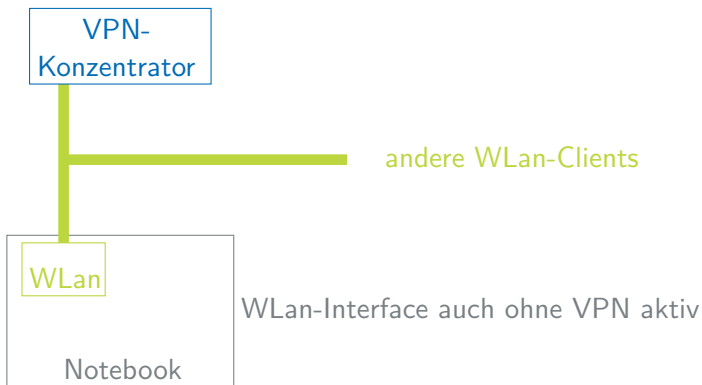 VPN-
Konzentrator
andere WLan-Clients
WLan
WLan-Interface auch ohne VPN aktiv
Notebook